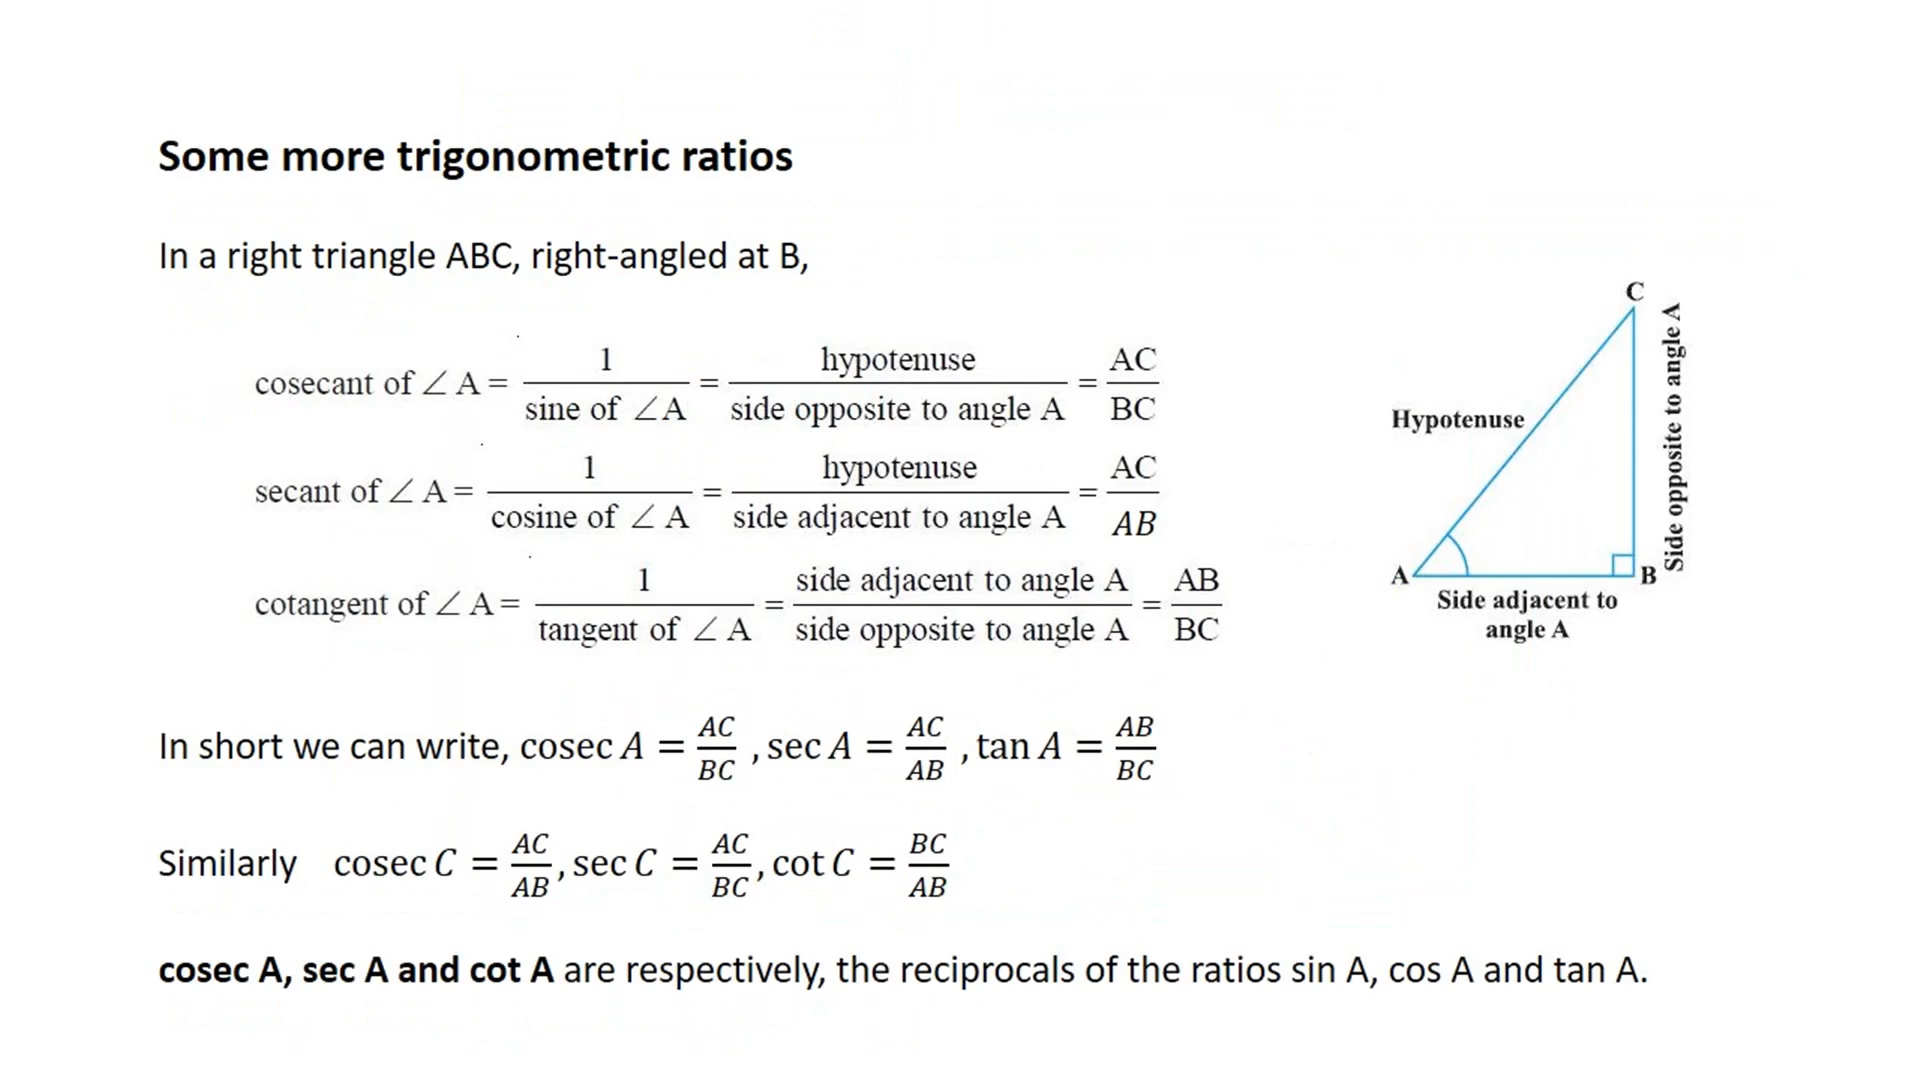 Some more trigonometric ratios
In a right triangle ABC, right-angled at B,
cosecant of ∠ A = 1 / sine of ∠A = hypotenuse / side opposite to angle A = AC / BC
secant of ∠ A = 1 / cosine of ∠ A = hypotenuse / side adjacent to angle A = AC / AB
cotangent of ∠ A = 1 / tangent of ∠ A = side adjacent to angle A / side opposite to angle A = AB / BC
C
Hypotenuse
Side opposite to angle A
A
B
Side adjacent to
angle A
In short we can write, cosec A = AC / BC , sec A = AC / AB , tan A = AB / BC
Similarly cosec C = AC / AB , sec C = AC / BC , cot C = BC / AB
cosec A, sec A and cot A are respectively, the reciprocals of the ratios sin A, cos A and tan A.